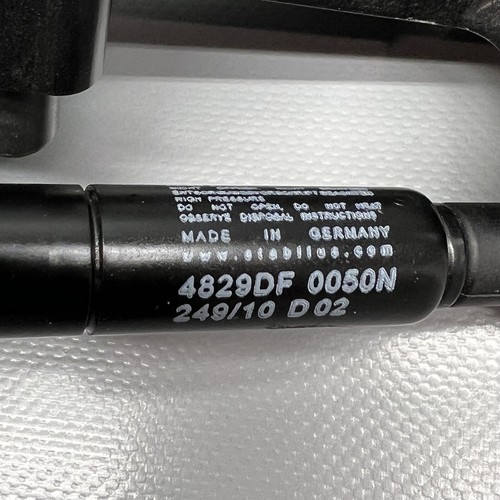 HIGH PRESSURE
DO NOT OPEN, DO NOT HEAT
OBSERVE DISPOSAL INSTRUCTIONS
MADE IN GERMANY
www.stabilus.com
4829DF 0050N
249/10 D02